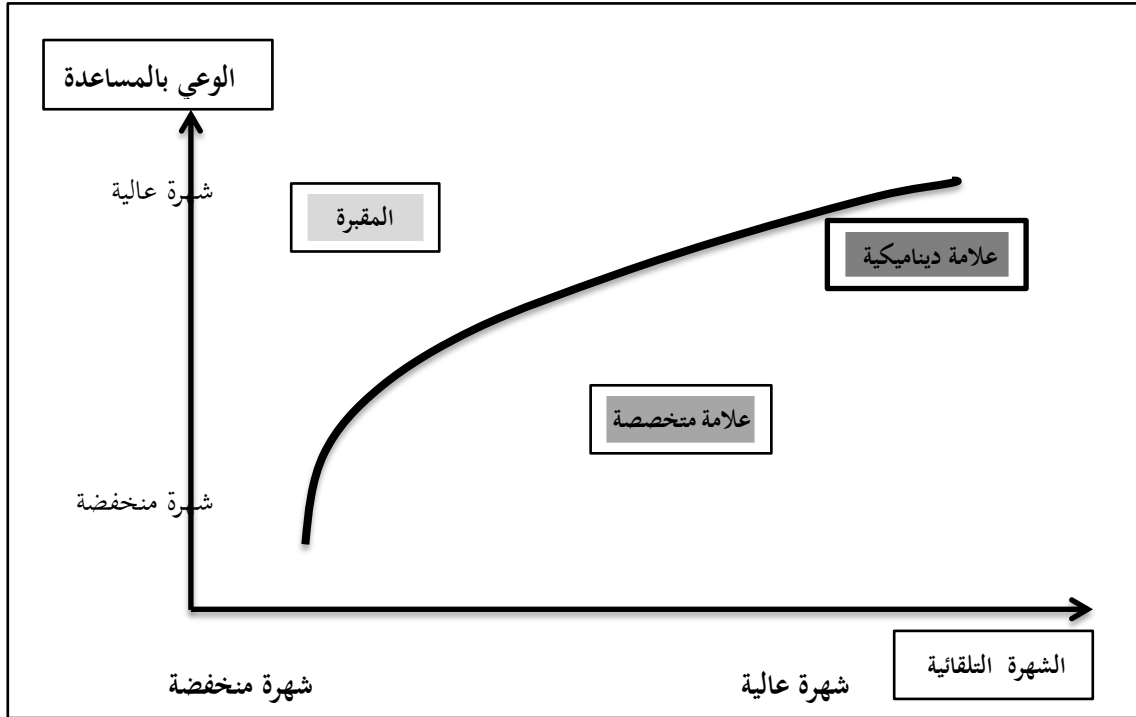 الوعي بالمساعدة
شهرة عالية
المقبرة
علامة ديناميكية
علامة متخصصة
شهرة منخفضة
الشهرة التلقائية
شهرة عالية
شهرة منخفضة